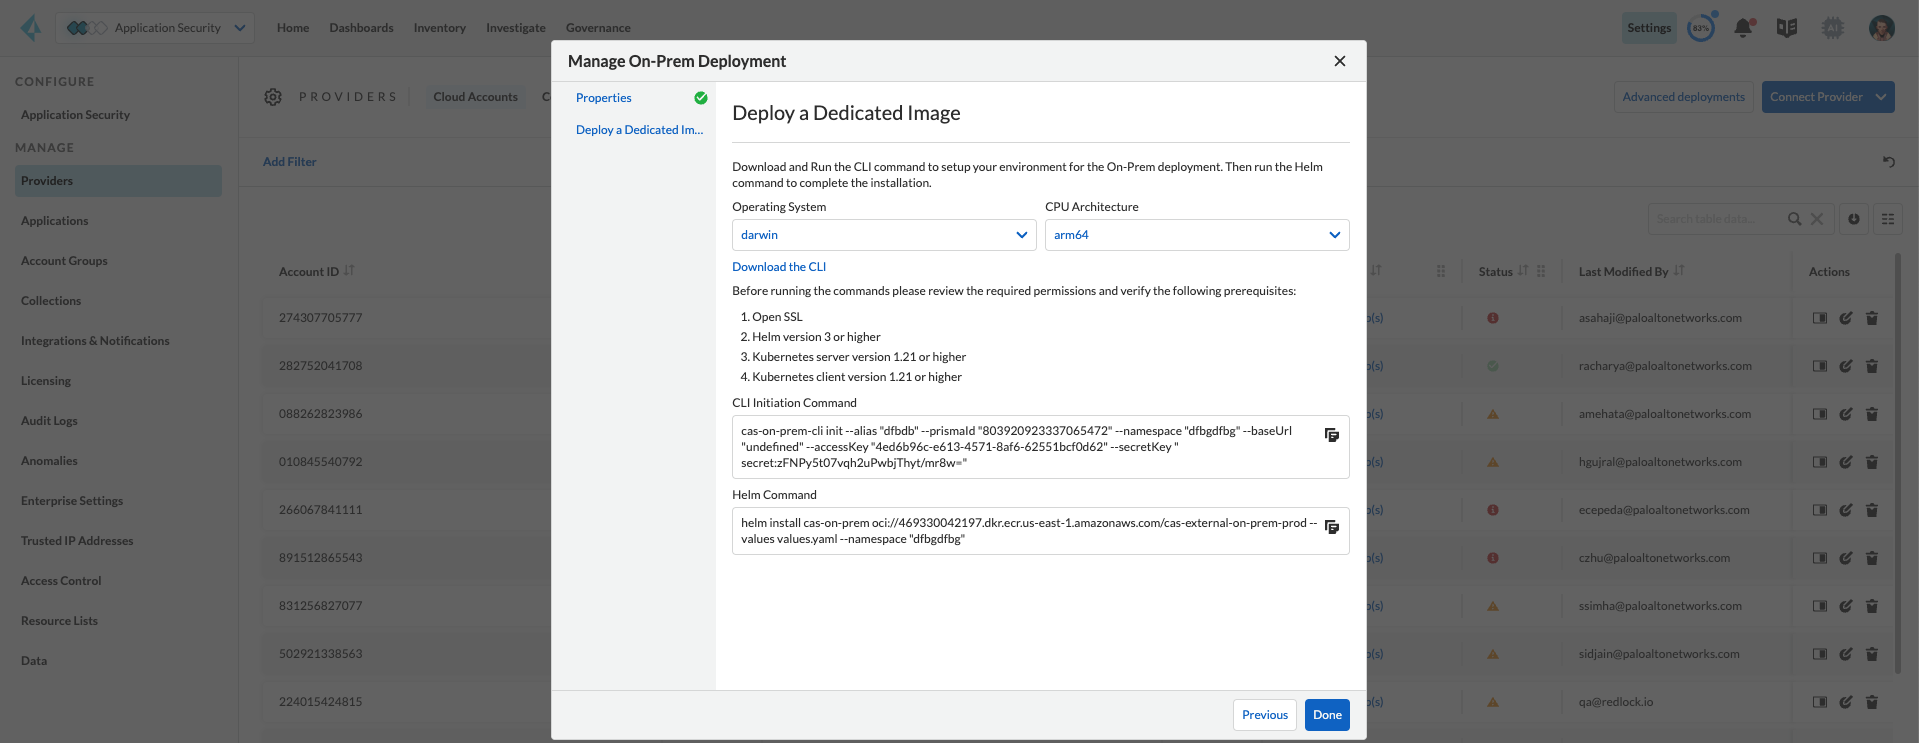 Application Security
Home
Dashboards
Inventory
Investigate
Governance
Settings
83%
CONFIGURE
Application Security
MANAGE
Providers
Applications
Account Groups
Collections
Integrations & Notifications
Licensing
Audit Logs
Anomalies
Enterprise Settings
Trusted IP Addresses
Access Control
Resource Lists
Data
PROVIDERS
Cloud Accounts
Advanced deployments
Connect Provider
Add Filter
Search table data...
Account ID
Status
Last Modified By
Actions
274307705777
asahaji@paloaltonetworks.com
282752041708
racharya@paloaltonetworks.com
088262823986
amehata@paloaltonetworks.com
010845540792
hgujral@paloaltonetworks.com
266067841111
ecepeda@paloaltonetworks.com
891512865543
czhu@paloaltonetworks.com
831256827077
ssimha@paloaltonetworks.com
502921338563
sidjain@paloaltonetworks.com
224015424815
qa@redlock.io
Manage On-Prem Deployment
Properties
Deploy a Dedicated Im...
Deploy a Dedicated Image
Download and Run the CLI command to setup your environment for the On-Prem deployment. Then run the Helm
command to complete the installation.
Operating System
CPU Architecture
darwin
arm64
Download the CLI
Before running the commands please review the required permissions and verify the following prerequisites:
1. Open SSL
2. Helm version 3 or higher
3. Kubernetes server version 1.21 or higher
4. Kubernetes client version 1.21 or higher
CLI Initiation Command
cas-on-prem-cli init --alias "dfbdb" --prismaId "803920923337065472" --namespace "dfbgdfbg" --baseUrl
"undefined" --accessKey "4ed6b96c-e613-4571-8af6-62551bcf0d62" --secretKey "
secret:zFNPy5t07vqh2uPwbjThyt/mr8w="
Helm Command
helm install cas-on-prem oci://469330042197.dkr.ecr.us-east-1.amazonaws.com/cas-external-on-prem-prod --
values values.yaml --namespace "dfbgdfbg"
Previous
Done